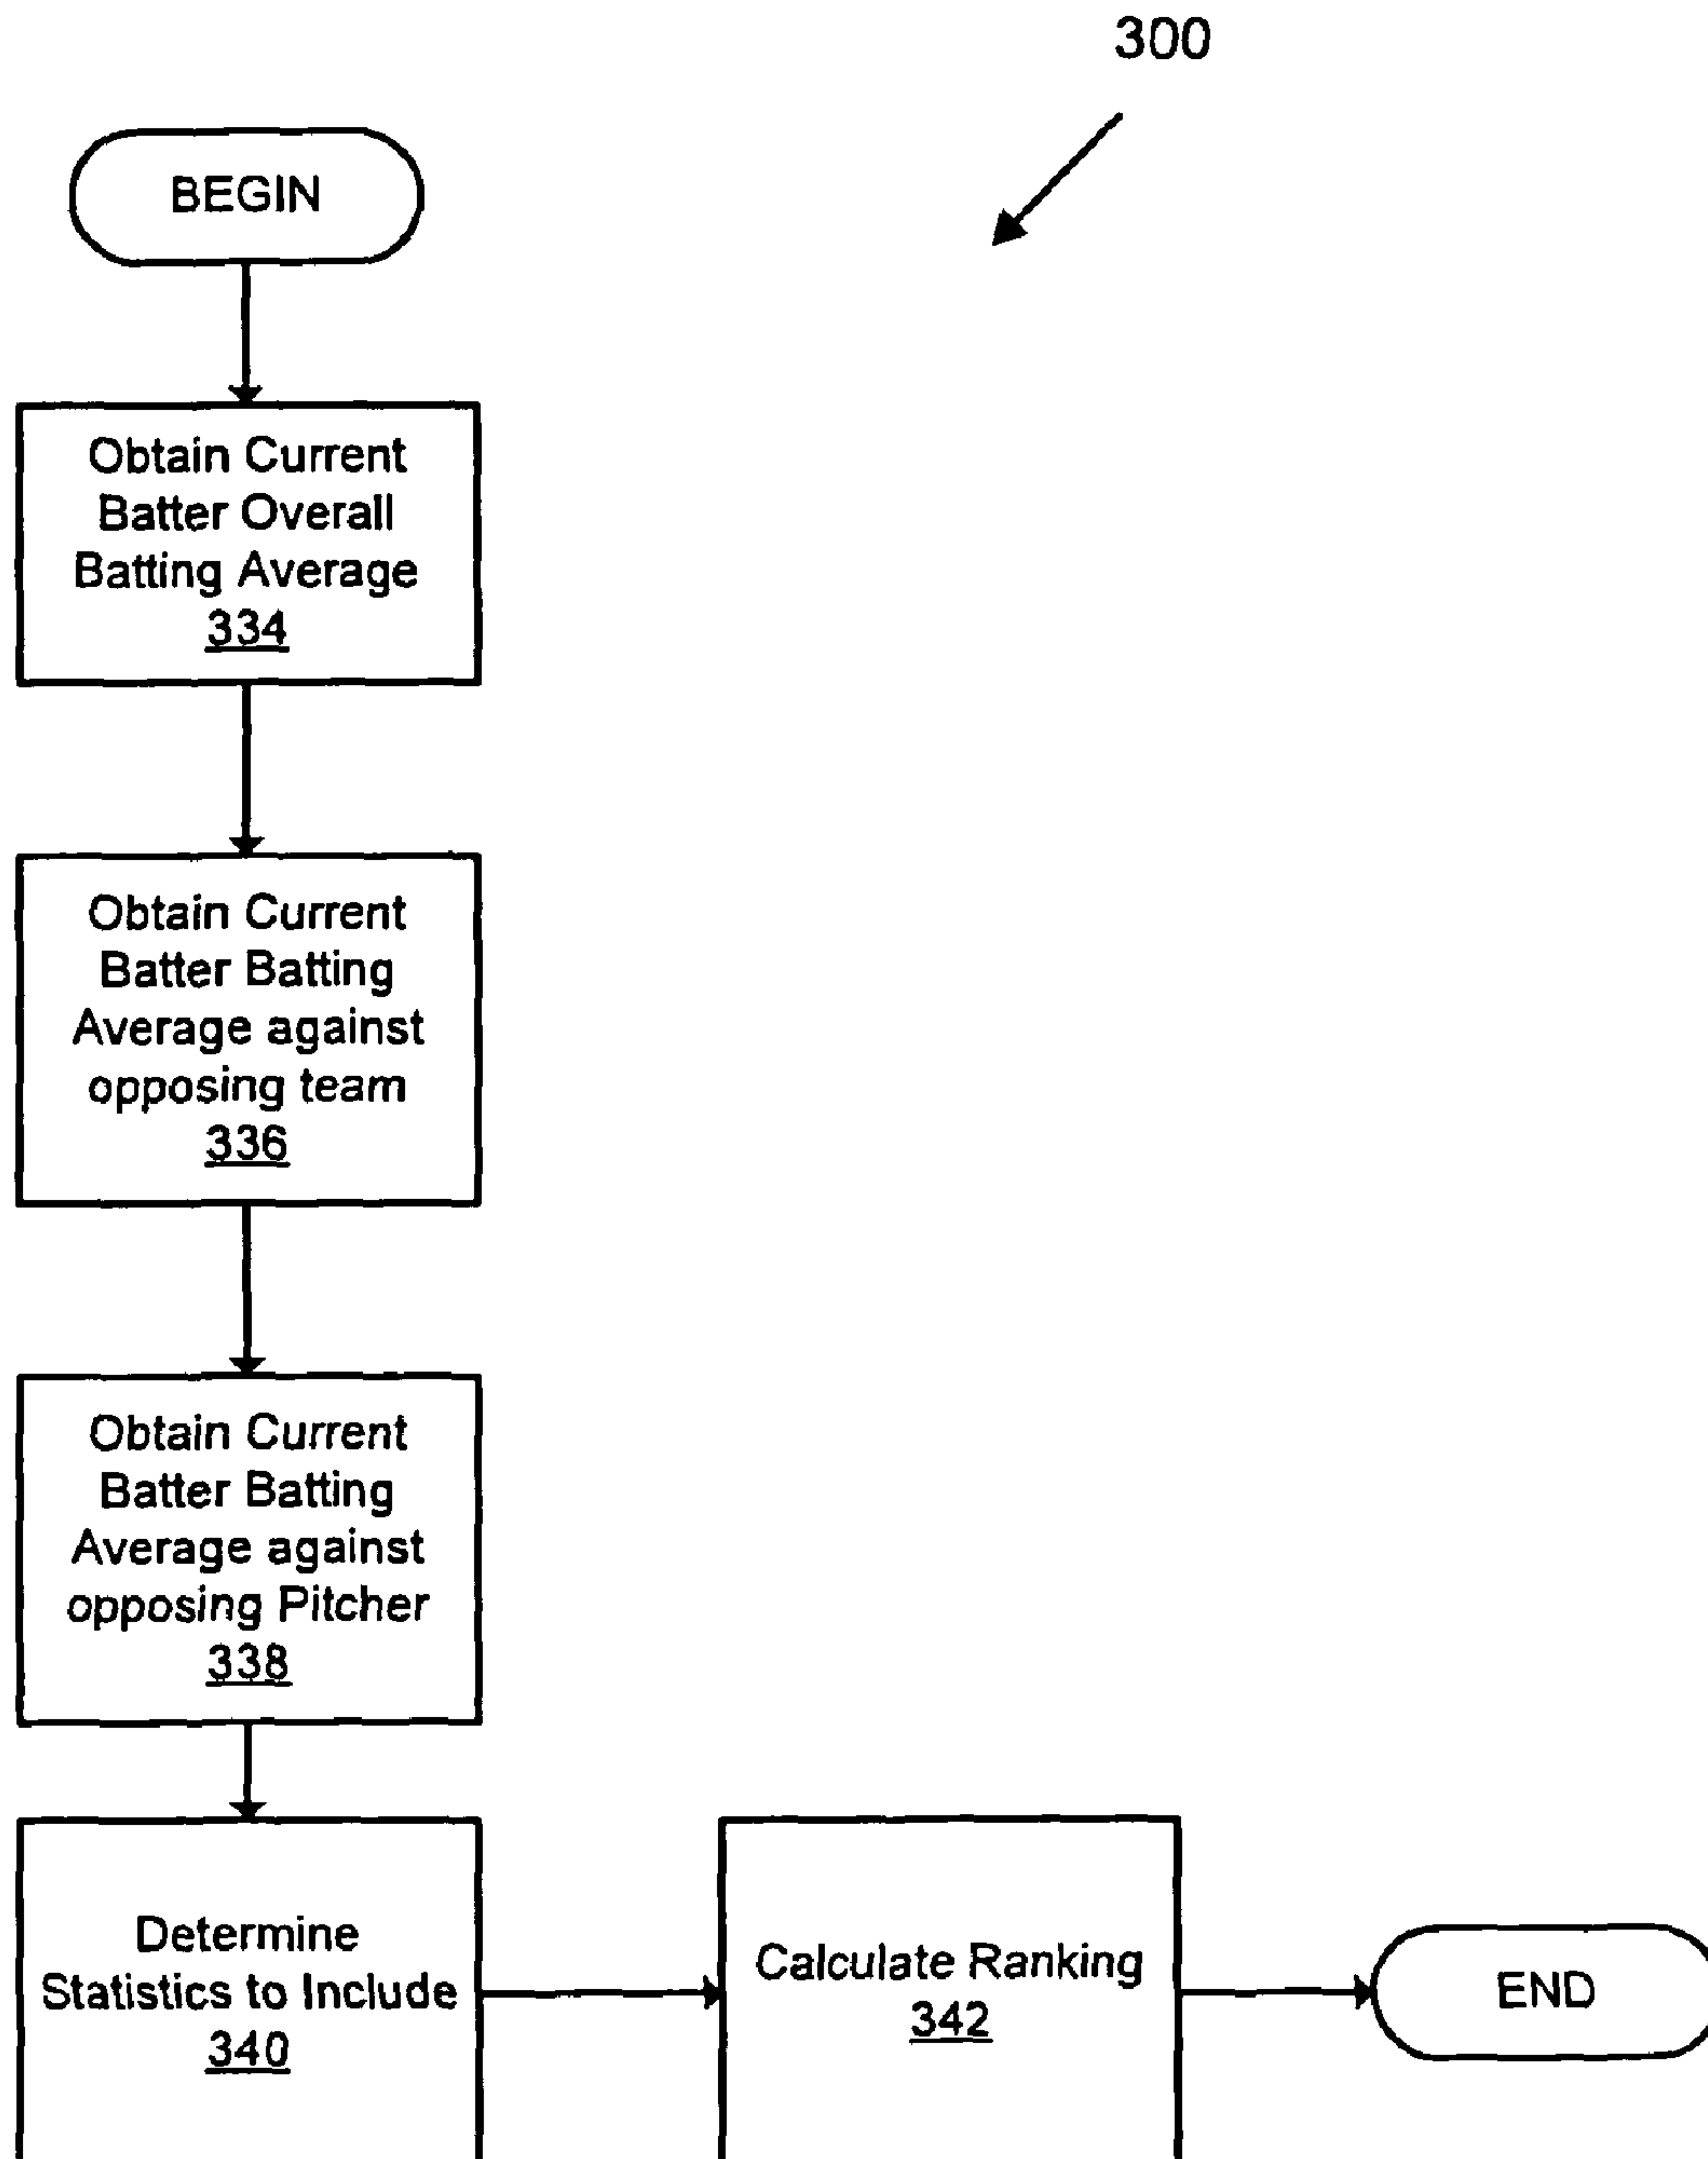 300
BEGIN
Obtain Current
Batter Overall
Batting Average
334
Obtain Current
Batter Batting
Average against
opposing team
336
Obtain Current
Batter Batting
Average against
opposing Pitcher
338
Determine
Statistics to Include
340
Calculate Ranking
342
END